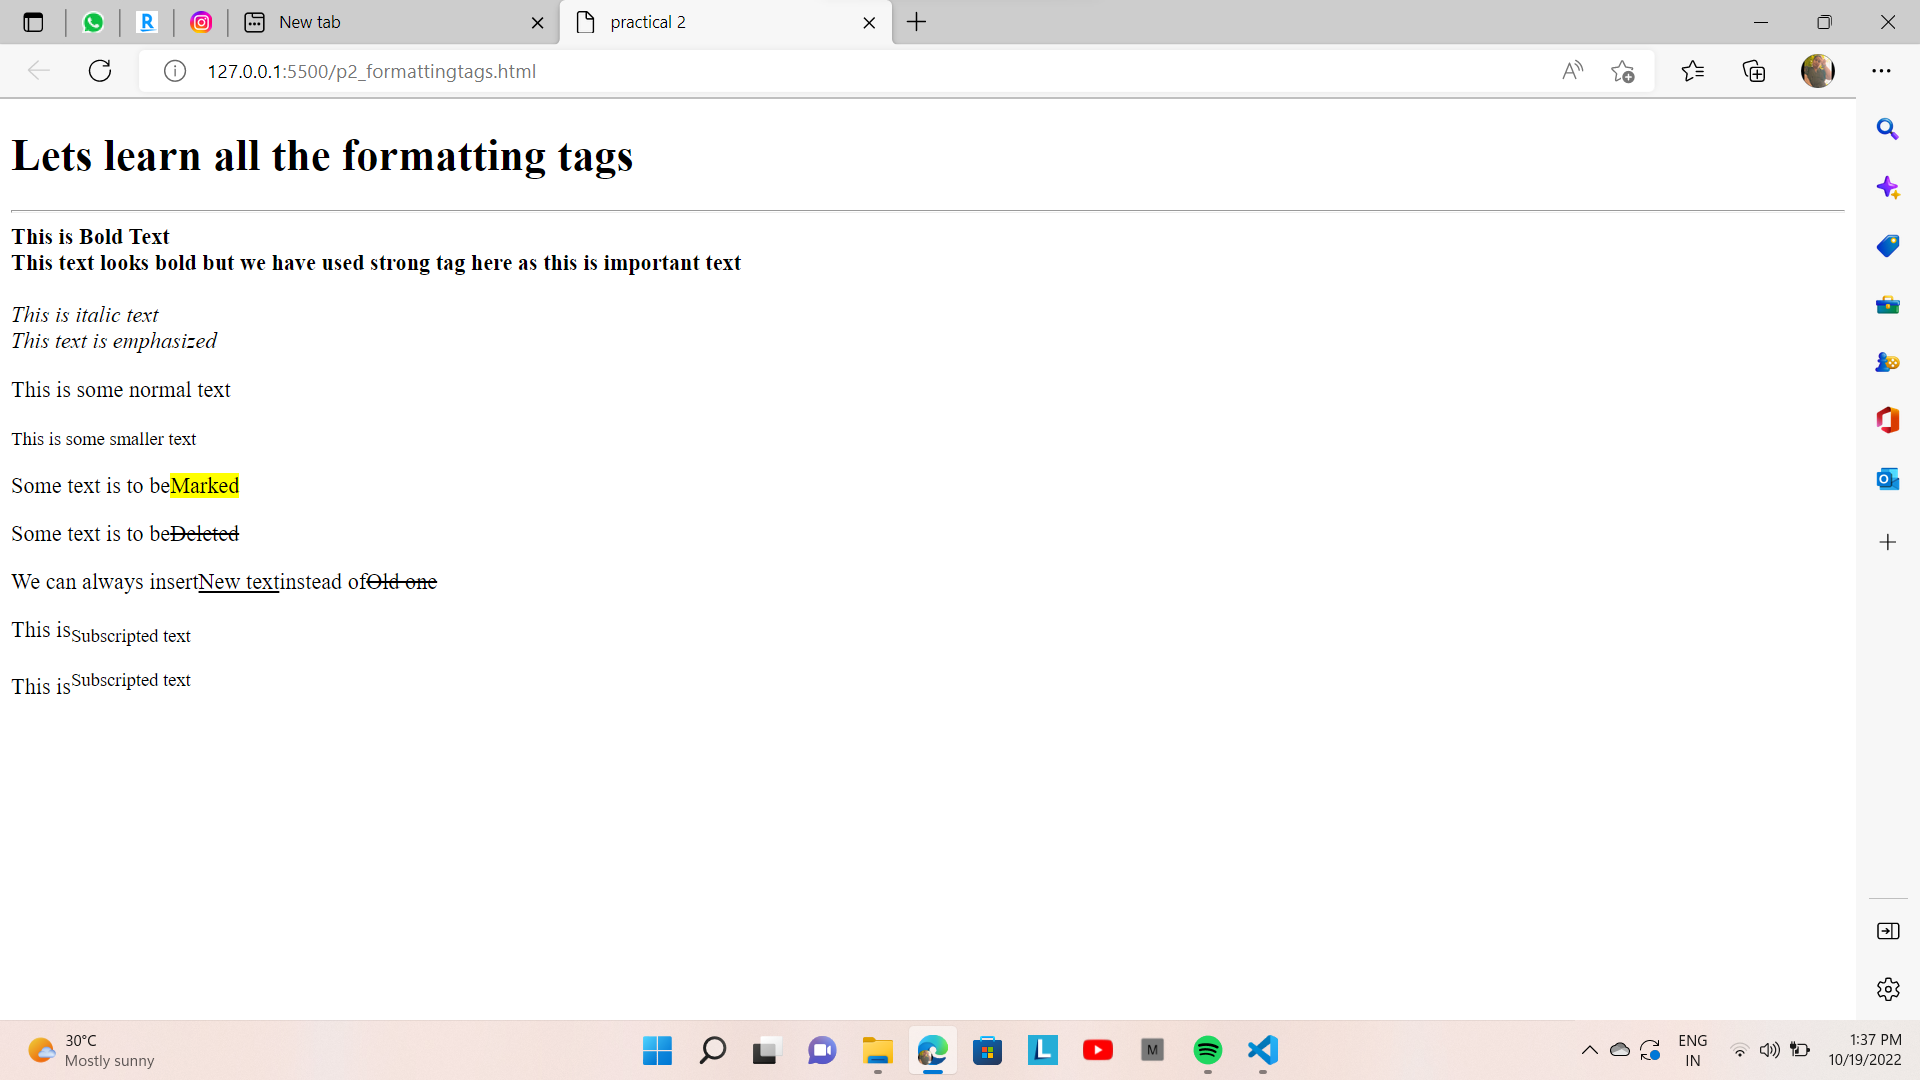 New tab
practical 2
127.0.0.1:5500/p2_formattingtags.html
Lets learn all the formatting tags
This is Bold Text
This text looks bold but we have used strong tag here as this is important text
This is italic text
This text is emphasized
This is some normal text
This is some smaller text
Some text is to beMarked
Some text is to beDeleted
We can always insertNew textinstead ofOld one
This isSubscripted text
This isSubscripted text
30°C
Mostly sunny
ENG
IN
1:37 PM
10/19/2022